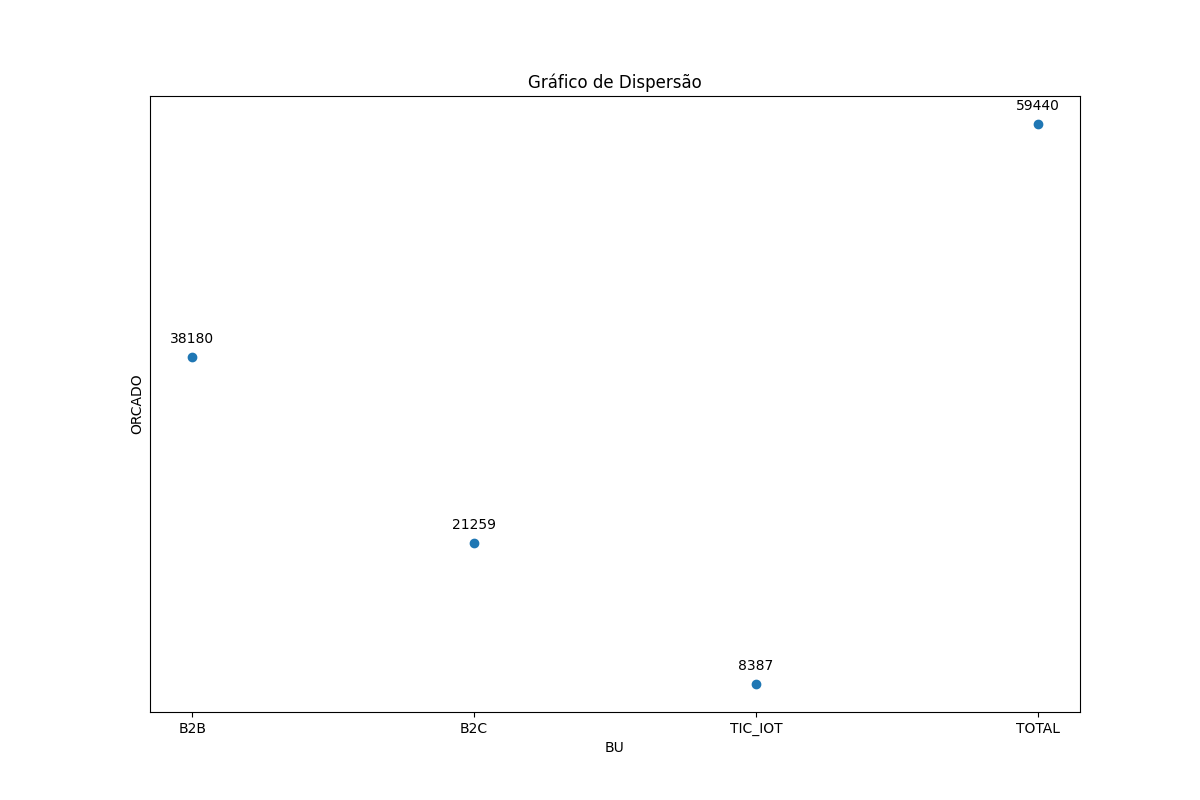 Gráfico de Dispersão
59440
38180
21259
8387
ORCADO
B2B
B2C
TIC_IOT
TOTAL
BU